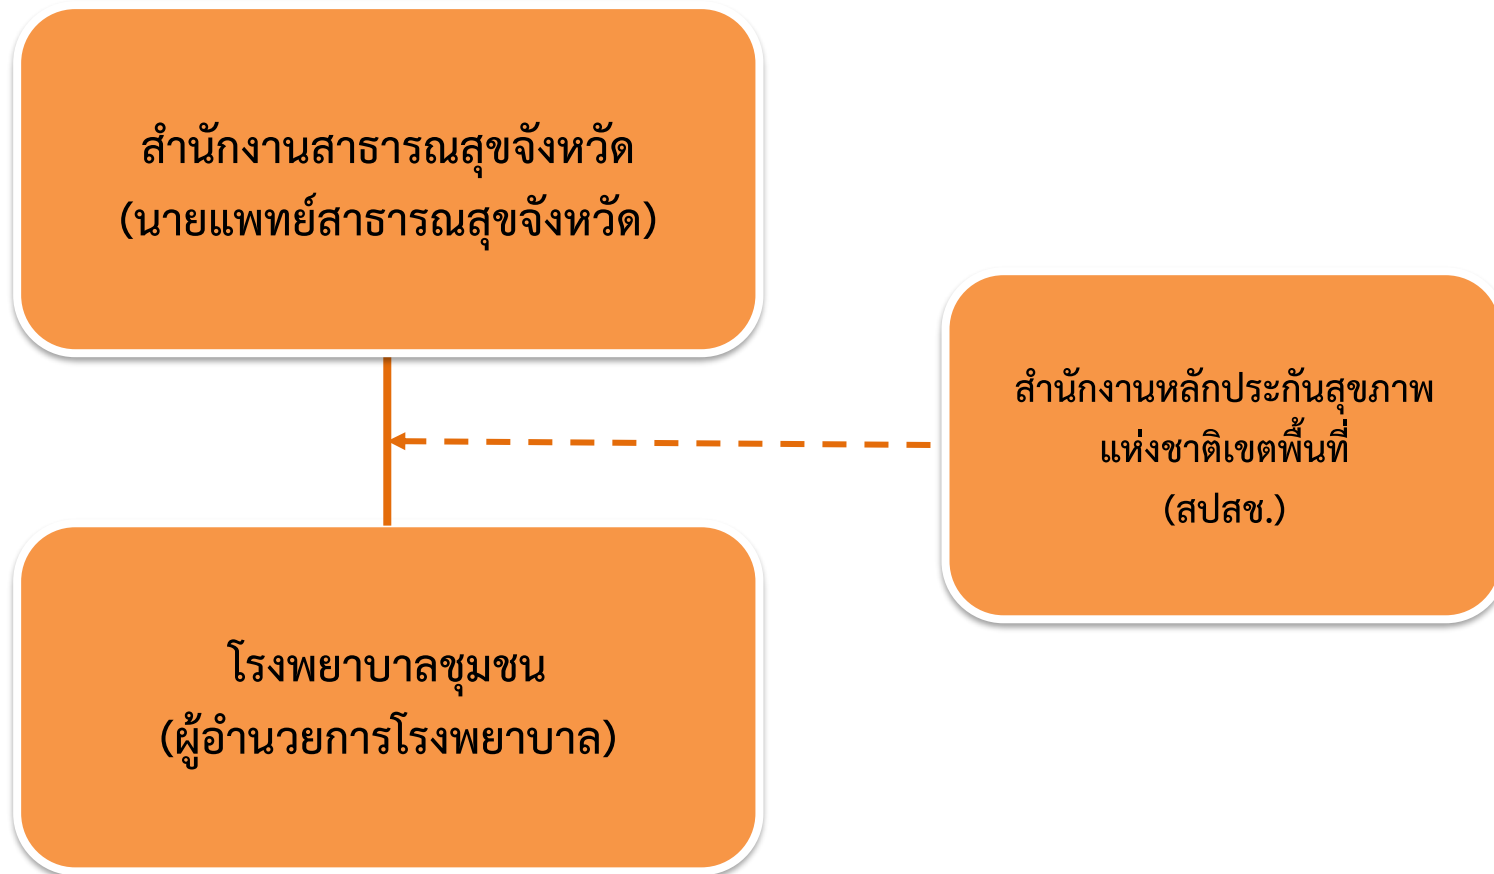 สำนักงานสาธารณสุขจังหวัด
(นายแพทย์สาธารณสุขจังหวัด)
สำนักงานหลักประกันสุขภาพ
แห่งชาติเขตพื้นที่
(สปสช.)
โรงพยาบาลชุมชน
(ผู้อำนวยการโรงพยาบาล)